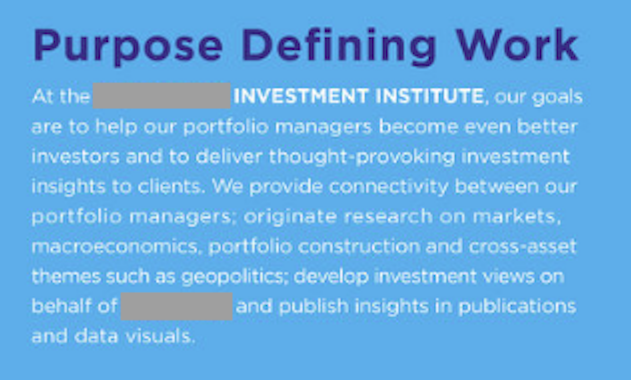 Purpose Defining Work
At the INVESTMENT INSTITUTE, our goals
are to help our portfolio managers become even better
investors and to deliver thought-provoking investment
insights to clients. We provide connectivity between our
portfolio managers; originate research on markets,
macroeconomics, portfolio construction and cross-asset
themes such as geopolitics; develop investment views on
behalf of and publish insights in publications
and data visuals.